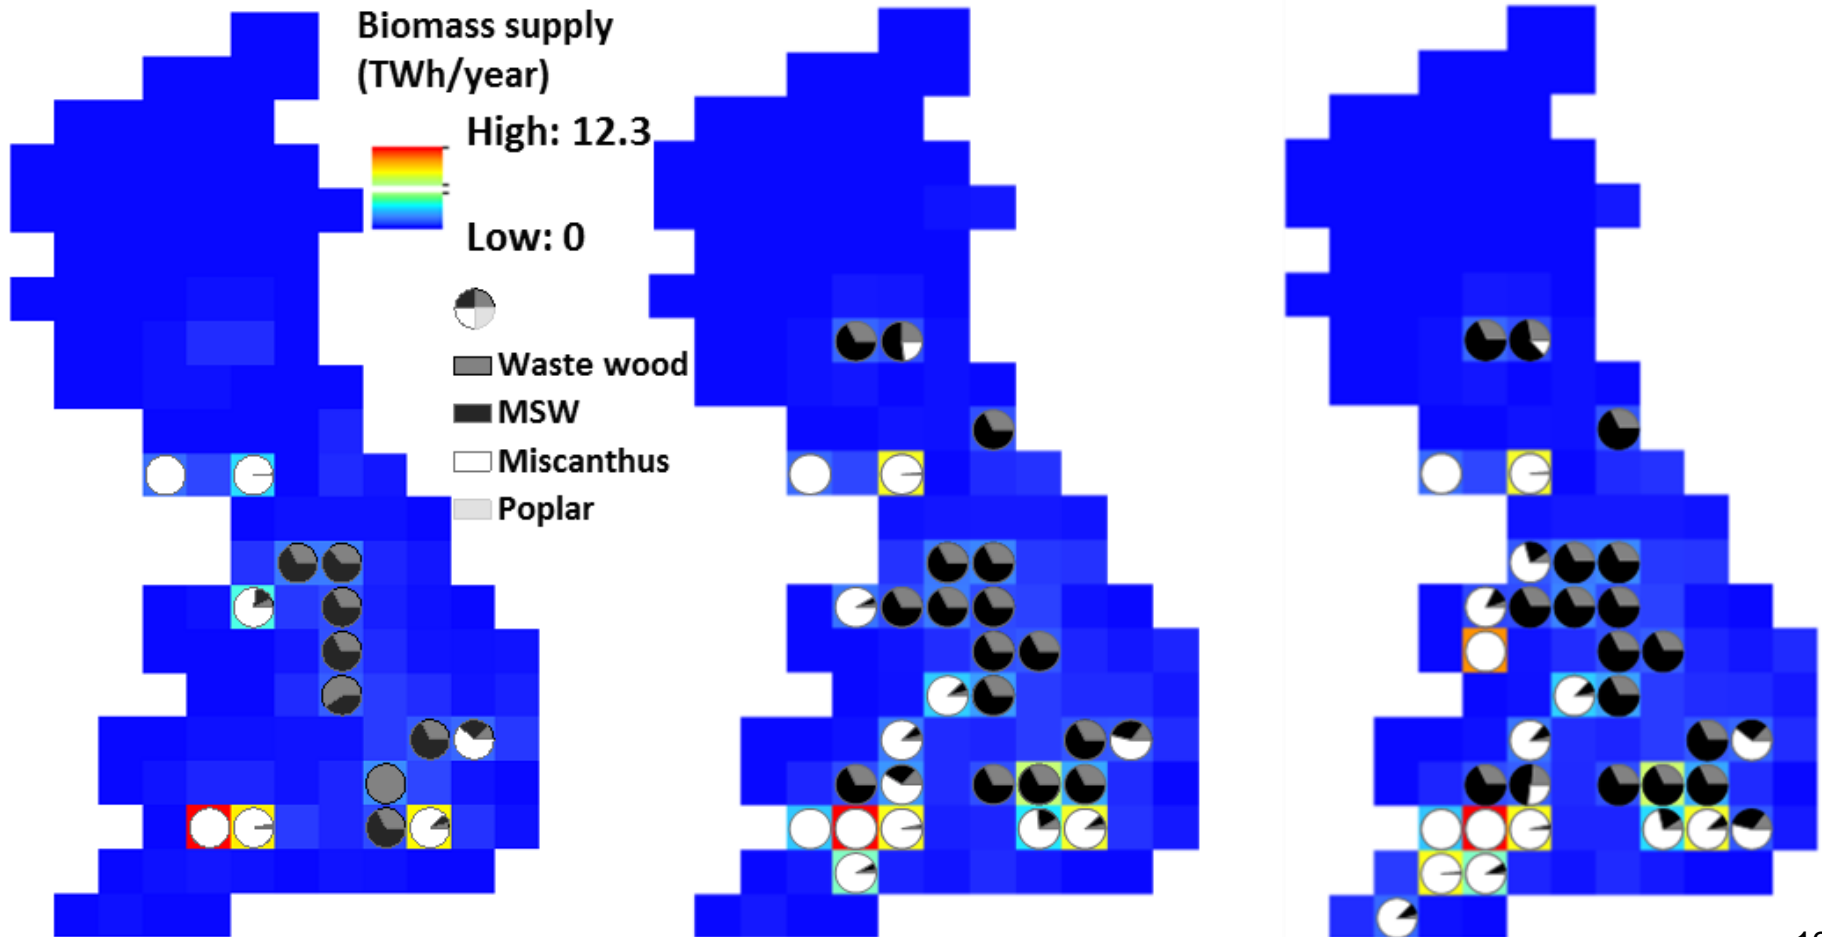 Biomass supply
(TWh/year)
High: 12.3
Low: 0
Waste wood
MSW
Miscanthus
Poplar